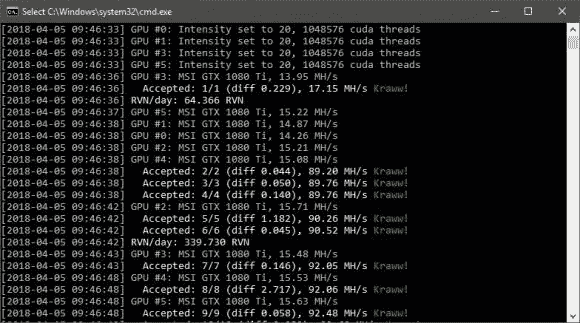 Select C:\Windows\system32\cmd.exe
[2018-04-05 09:46:33] GPU #0: Intensity set to 20, 1048576 cuda threads
[2018-04-05 09:46:33] GPU #1: Intensity set to 20, 1048576 cuda threads
[2018-04-05 09:46:33] GPU #3: Intensity set to 20, 1048576 cuda threads
[2018-04-05 09:46:33] GPU #5: Intensity set to 20, 1048576 cuda threads
[2018-04-05 09:46:33] GPU #3: MSI GTX 1080 Ti, 13.95 MH/s
[2018-04-05 09:46:34] Accepted: 1/1 (diff 0.229), 17.15 MH/s Kraww!
[2018-04-05 09:46:34] RVN/day: 64.366 RVN
[2018-04-05 09:46:37] GPU #5: MSI GTX 1080 Ti, 15.22 MH/s
[2018-04-05 09:46:38] GPU #1: MSI GTX 1080 Ti, 14.87 MH/s
[2018-04-05 09:46:38] GPU #0: MSI GTX 1080 Ti, 14.26 MH/s
[2018-04-05 09:46:38] GPU #2: MSI GTX 1080 Ti, 15.21 MH/s
[2018-04-05 09:46:38] GPU #4: MSI GTX 1080 Ti, 15.08 MH/s
[2018-04-05 09:46:38] Accepted: 2/2 (diff 0.044), 89.20 MH/s Kraww!
[2018-04-05 09:46:38] Accepted: 3/3 (diff 0.050), 89.76 MH/s Kraww!
[2018-04-05 09:46:38] Accepted: 4/4 (diff 0.140), 89.76 MH/s Kraww!
[2018-04-05 09:46:42] GPU #2: MSI GTX 1080 Ti, 15.71 MH/s
[2018-04-05 09:46:42] Accepted: 5/5 (diff 1.182), 90.26 MH/s Kraww!
[2018-04-05 09:46:42] Accepted: 6/6 (diff 0.045), 90.52 MH/s Kraww!
[2018-04-05 09:46:42] RVN/day: 339.730 RVN
[2018-04-05 09:46:43] GPU #3: MSI GTX 1080 Ti, 15.48 MH/s
[2018-04-05 09:46:43] Accepted: 7/7 (diff 0.146), 92.05 MH/s Kraww!
[2018-04-05 09:46:48] GPU #4: MSI GTX 1080 Ti, 15.53 MH/s
[2018-04-05 09:46:48] Accepted: 8/8 (diff 2.717), 92.06 MH/s Kraww!
[2018-04-05 09:46:48] GPU #5: MSI GTX 1080 Ti, 15.63 MH/s
[2018-04-05 09:46:48] Accepted: 9/9 (diff 0.058), 92.48 MH/s Kraww!